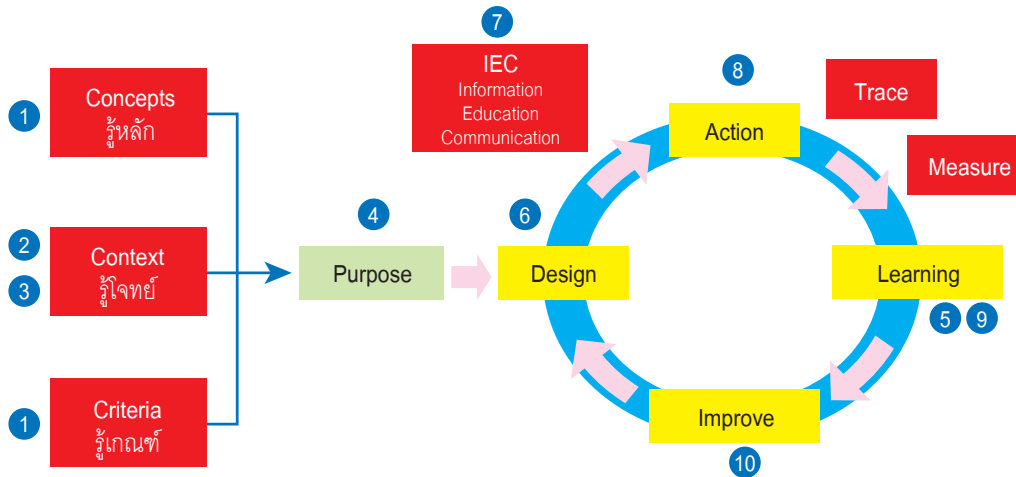 1
Concepts
รู้หลัก
2
3
Context
รู้โจทย์
1
Criteria
รู้เกณฑ์
4
Purpose
6
Design
7
IEC
Information
Education
Communication
8
Action
Trace
Measure
Learning
5 9
Improve
10